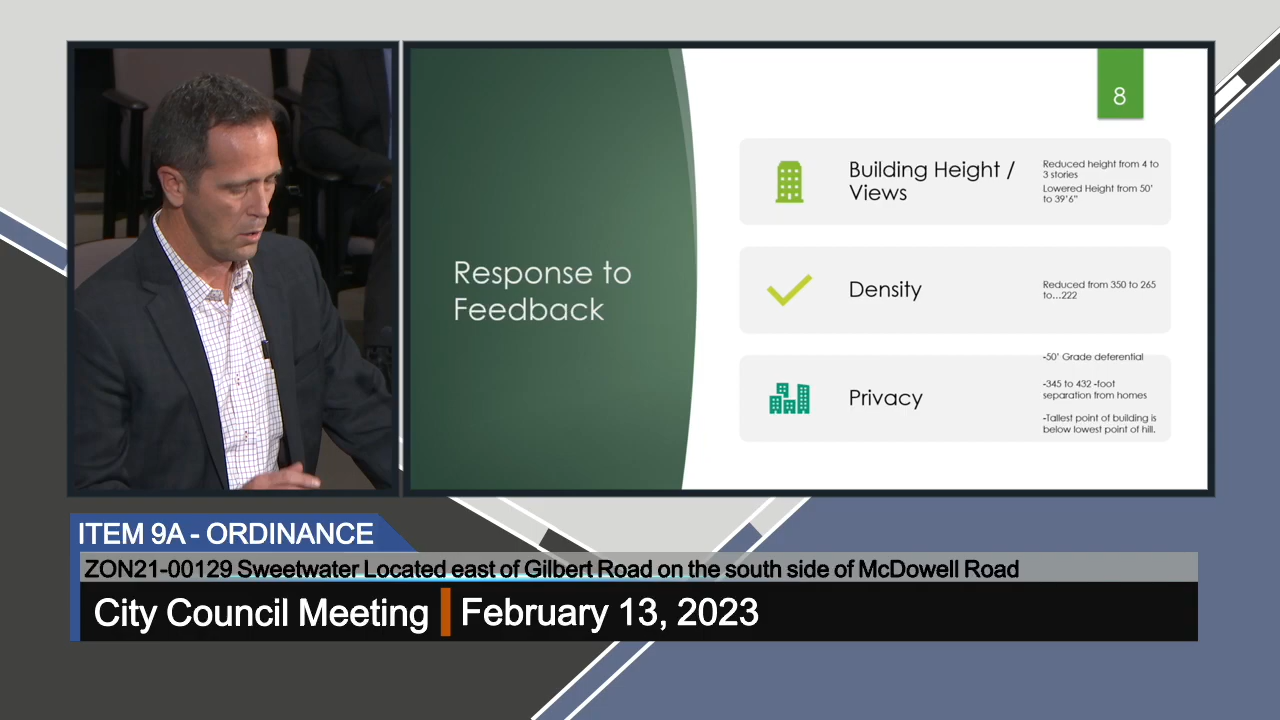 8
Response to
Feedback
Building Height /
Views
Reduced height from 4 to
3 stories
Lowered Height from 50'
to 39'6"
Density
Reduced from 350 to 265
to...222
Privacy
-50' Grade deferential
-345 to 432 -foot
separation from homes
-Tallest point of building is
below lowest point of hill.
ITEM 9A - ORDINANCE
ZON21-00129 Sweetwater Located east of Gilbert Road on the south side of McDowell Road
City Council Meeting
February 13, 2023